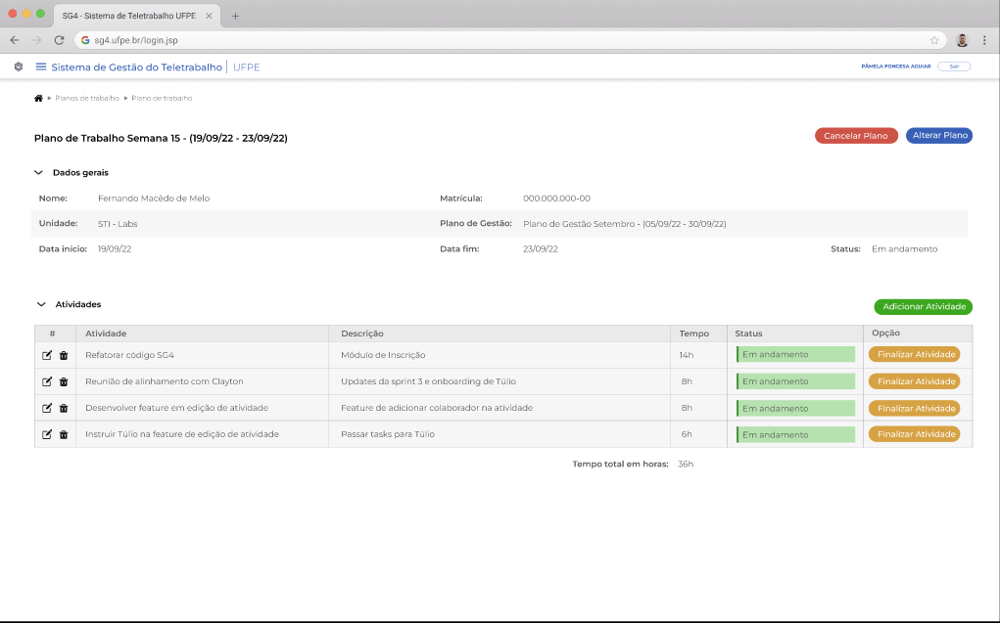 SG4 - Sistema de Teletrabalho UFPE
sg4.ufpe.br/login.jsp
Sistema de Gestão do Teletrabalho UFPE
PÂMELA FONCESA AGUIAR Sair
Planos de trabalho Plano de trabalho
Plano de Trabalho Semana 15 - (19/09/22 - 23/09/22) Cancelar Plano Alterar Plano
Dados gerais
Nome: Fernando Macêdo de Melo Matrícula: 000.000.000-00
Unidade: STI - Labs Plano de Gestão: Plano de Gestão Setembro - (05/09/22 - 30/09/22)
Data início: 19/09/22 Data fim: 23/09/22 Status: Em andamento
Atividades Adicionar Atividade
# Atividade Descrição Tempo Status Opção
Refatorar código SG4 Módulo de Inscrição 14h Em andamento Finalizar Atividade
Reunião de alinhamento com Clayton Updates da sprint 3 e onboarding de Túlio 8h Em andamento Finalizar Atividade
Desenvolver feature em edição de atividade Feature de adicionar colaborador na atividade 8h Em andamento Finalizar Atividade
Instruir Túlio na feature de edição de atividade Passar tasks para Túlio 6h Em andamento Finalizar Atividade
Tempo total em horas: 36h